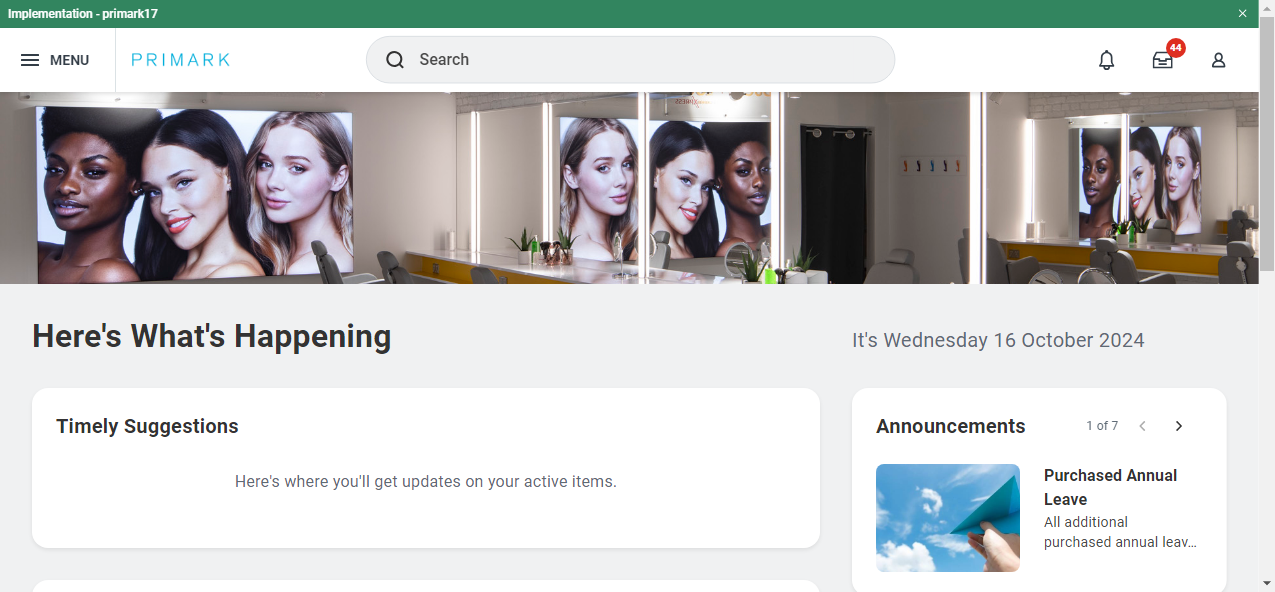 Implementation - primark17
MENU
PRIMARK
Search
44
Here's What's Happening
It's Wednesday 16 October 2024
Timely Suggestions
Here's where you'll get updates on your active items.
Announcements
1 of 7
Purchased Annual
Leave
All additional
purchased annual leav...